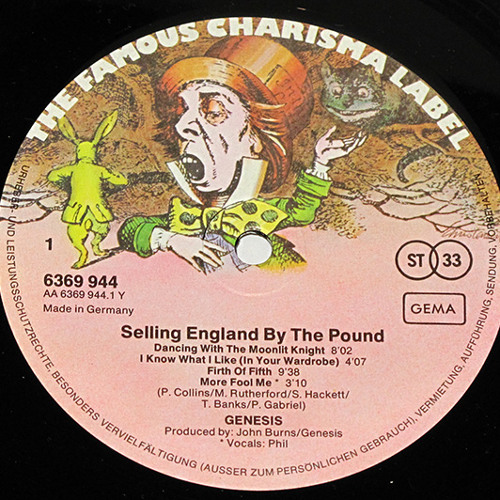 THE FAMOUS CHARISMA LABEL
1
6369 944
AA 6369 944.1 Y
Made in Germany
ST 33
GEMA
Selling England By The Pound
Dancing With The Moonlit Knight 8'02
I Know What I Like (In Your Wardrobe) 4'07
Firth Of Fifth 9'38
More Fool Me * 3'10
(P. Collins/M. Rutherford/S. Hackett/
T. Banks/P. Gabriel)
GENESIS
Produced by: John Burns/Genesis
* Vocals: Phil
URHEBER- UND LEISTUNGSSCHUTZRECHTE, BESONDERS VERVIELFÄLTIGUNG (AUSSER ZUM PERSÖNLICHEN GEBRAUCH), VERMIETUNG, AUFFÜHRUNG, SENDUNG, VORBEHALTEN